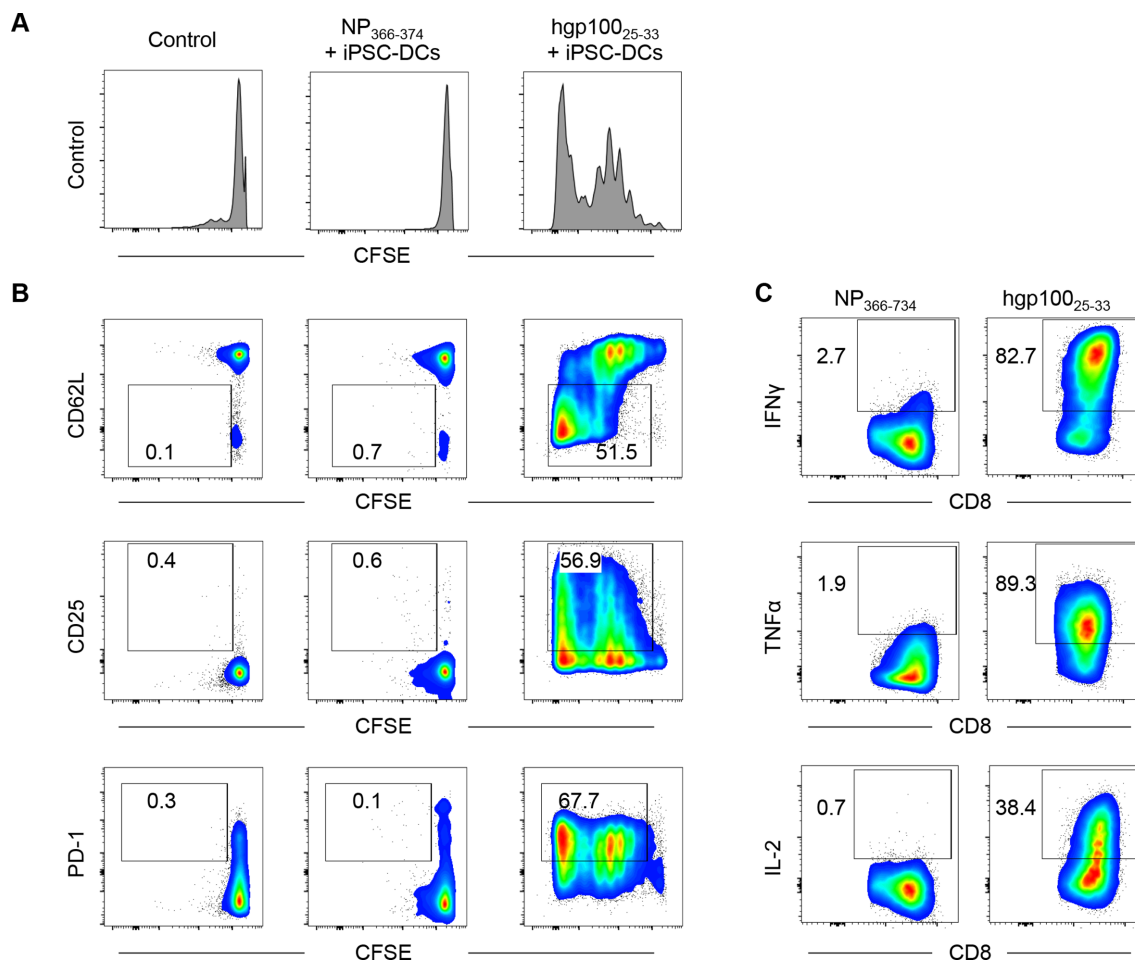 A
Control
NP366-374
+ iPSC-DCs
hgp10025-33
+ iPSC-DCs
Control
CFSE
B
CD62L
0.1
0.7
51.5
CFSE
CD25
0.4
0.6
56.9
CFSE
PD-1
0.3
0.1
67.7
CFSE
C
NP366-734
hgp10025-33
IFNγ
2.7
82.7
CD8
TNFα
1.9
89.3
CD8
IL-2
0.7
38.4
CD8